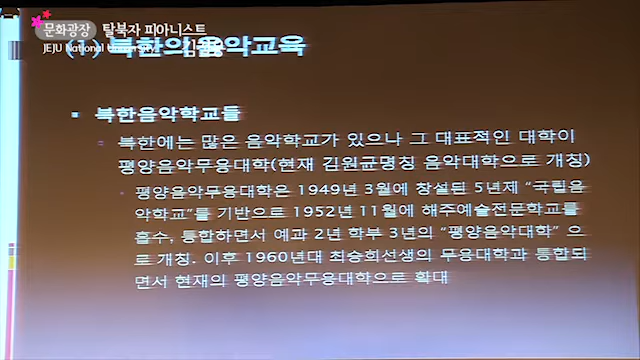 문화광장 탈북자 피아니스트
JEJU National University
(1) 북한의 음악교육
북한음악학교들
북한에는 많은 음악학교가 있으나 그 대표적인 대학이
평양음악무용대학(현재 김원균명칭 음악대학으로 개칭)
평양음악무용대학은 1949년 3월에 창설된 5년제 "국립음
악학교"를 기반으로 1952년 11월에 해주예술전문학교를
흡수, 통합하면서 예과 2년 학부 3년의 "평양음악대학" 으
로 개칭. 이후 1960년대 최승희선생의 무용대학과 통합되
면서 현재의 평양음악무용대학으로 확대